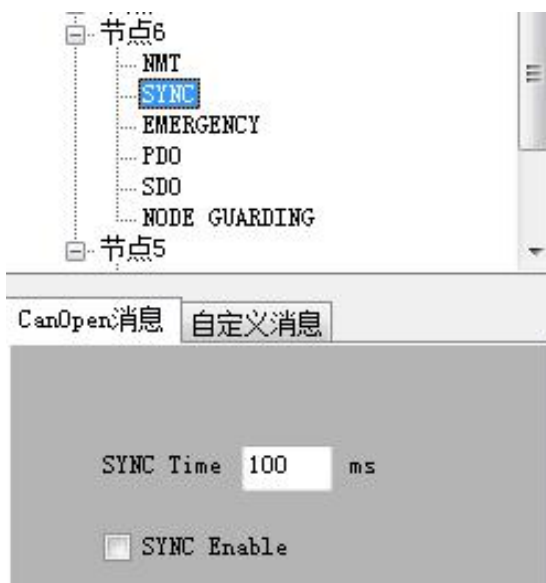 节点6
NMT
SYNC
EMERGENCY
PDO
SDO
NODE GUARDING
节点5
CanOpen消息 自定义消息
SYNC Time 100 ms
SYNC Enable